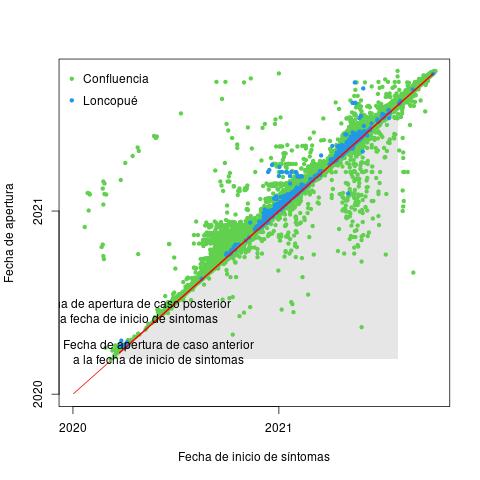 Confluencia
Loncopué
Fecha de apertura
2021
2020
a de apertura de caso posterior
a fecha de inicio de síntomas
Fecha de apertura de caso anterior
a la fecha de inicio de síntomas
2020
2021
Fecha de inicio de síntomas